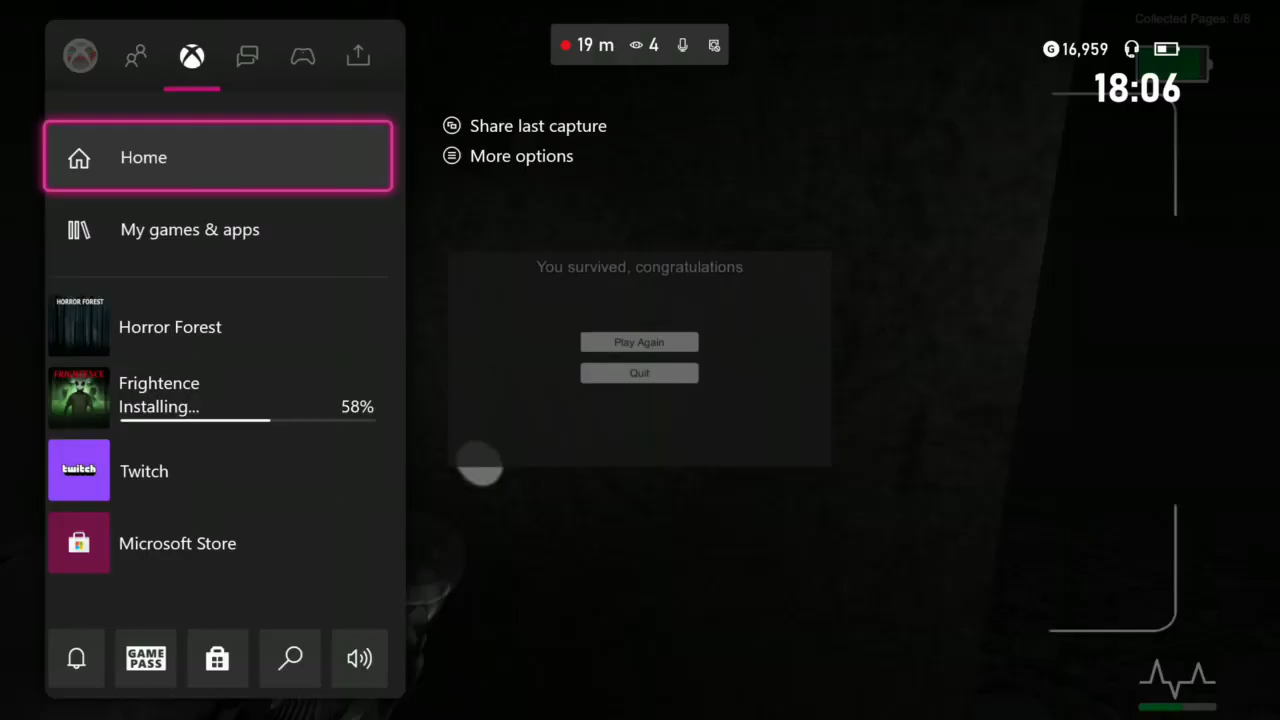 Collected Pages: 8/8
19 m 4
G 16,959
18:06
Home
My games & apps
Share last capture
More options
You survived, congratulations
Play Again
Quit
HORROR FOREST
Horror Forest
FRIGHTENCE
Frightence
Installing... 58%
twitch
Twitch
Microsoft Store
GAME
PASS